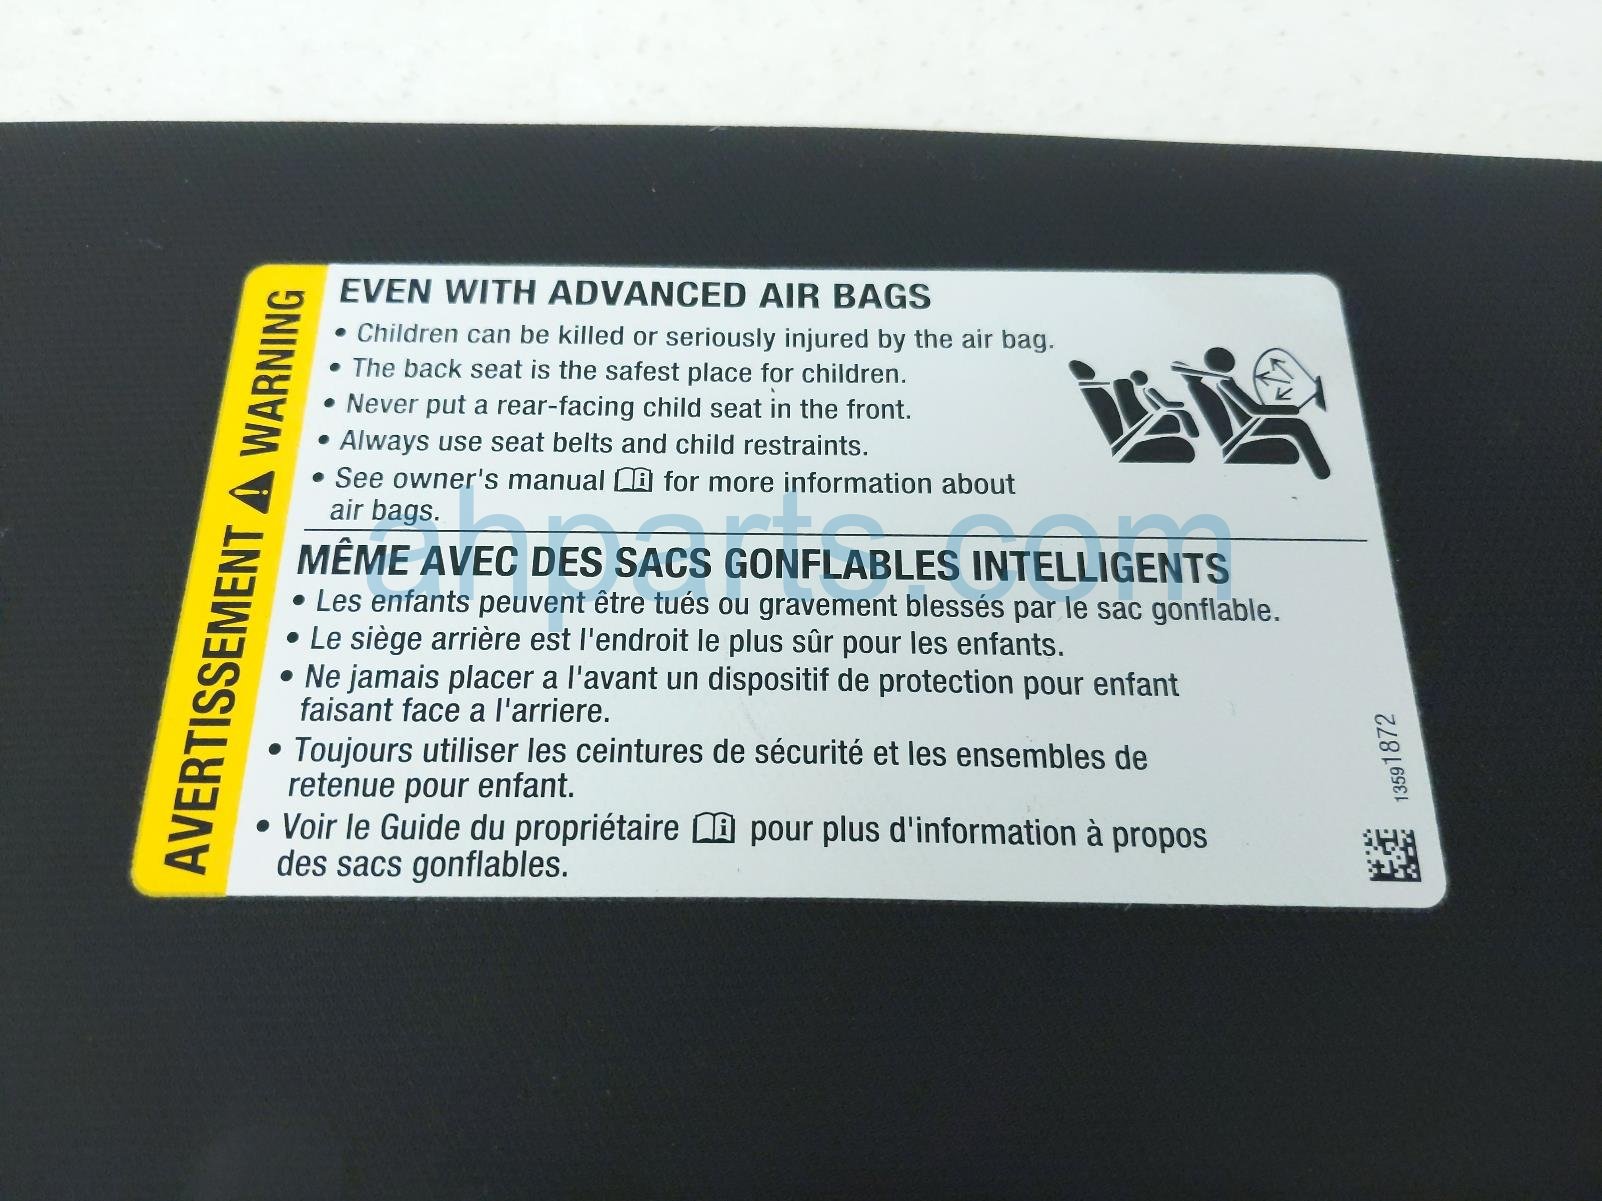 AVERTISSEMENT ⚠ WARNING
EVEN WITH ADVANCED AIR BAGS
• Children can be killed or seriously injured by the air bag.
• The back seat is the safest place for children.
• Never put a rear-facing child seat in the front.
• Always use seat belts and child restraints.
• See owner's manual for more information about
air bags.
MÊME AVEC DES SACS GONFLABLES INTELLIGENTS
• Les enfants peuvent être tués ou gravement blessés par le sac gonflable.
• Le siège arrière est l'endroit le plus sûr pour les enfants.
• Ne jamais placer a l'avant un dispositif de protection pour enfant
faisant face a l'arriere.
• Toujours utiliser les ceintures de sécurité et les ensembles de
retenue pour enfant.
• Voir le Guide du propriétaire pour plus d'information à propos
des sacs gonflables.
13591872
ahparts.com